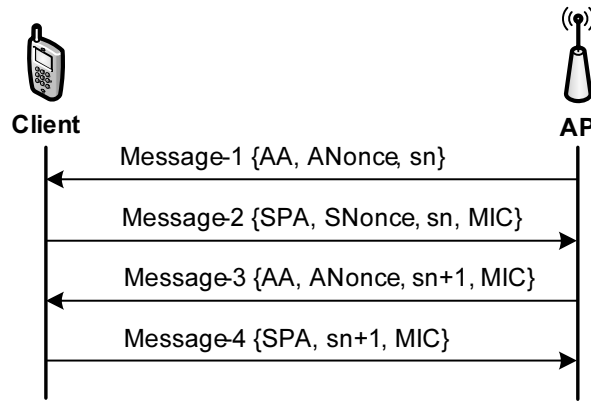 Client
AP
Message-1 {AA, ANonce, sn}
Message-2 {SPA, SNonce, sn, MIC}
Message-3 {AA, ANonce, sn+1, MIC}
Message-4 {SPA, sn+1, MIC}